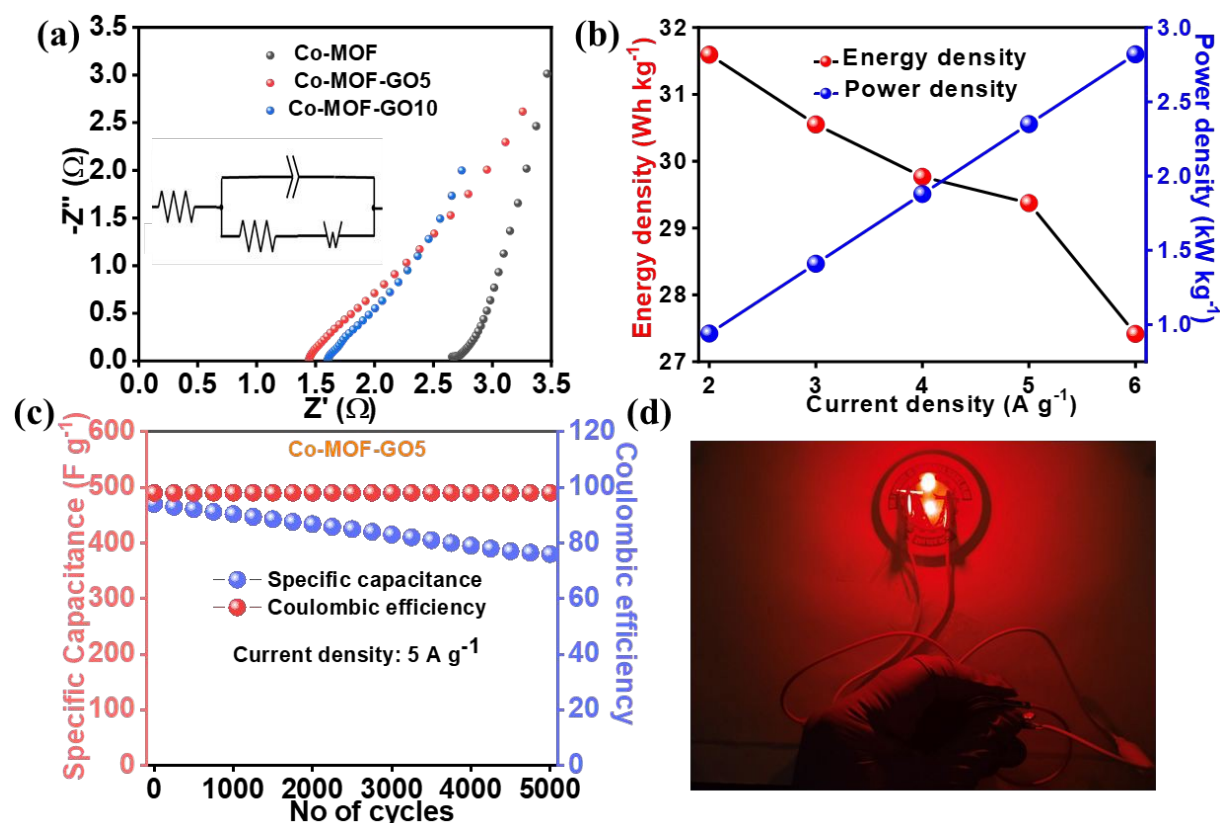 (a)
3.5
3.0
2.5
2.0
1.5
1.0
0.5
0.0
-Z'' (Ω)
Co-MOF
Co-MOF-GO5
Co-MOF-GO10
0.0 0.5 1.0 1.5 2.0 2.5 3.0 3.5
Z' (Ω)
(b)
32
31
30
29
28
27
Energy density (Wh kg-1)
Energy density
Power density
3.0
2.5
2.0
1.5
1.0
Power density (kW kg-1)
2 3 4 5 6
Current density (A g-1)
(c)
600
500
400
300
200
100
0
Specific Capacitance (F g-1)
Co-MOF-GO5
Specific capacitance
Coulombic efficiency
Current density: 5 A g-1
120
100
80
60
40
20
0
Coulombic efficiency
0 1000 2000 3000 4000 5000
No of cycles
(d)